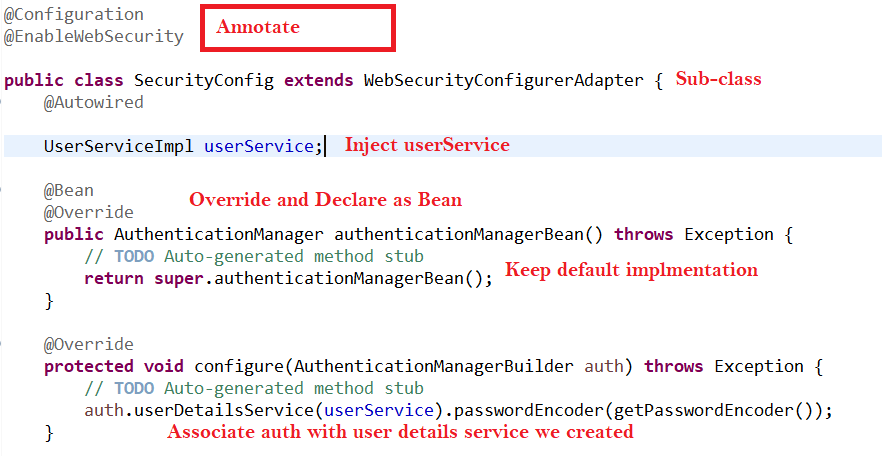 @Configuration
@EnableWebSecurity
Annotate
public class SecurityConfig extends WebSecurityConfigurerAdapter { Sub-class
@Autowired
UserServiceImpl userService; Inject userService
@Bean
Override and Declare as Bean
@Override
public AuthenticationManager authenticationManagerBean() throws Exception {
// TODO Auto-generated method stub
return super.authenticationManagerBean(); Keep default implmentation
}
@Override
protected void configure(AuthenticationManagerBuilder auth) throws Exception {
// TODO Auto-generated method stub
auth.userDetailsService(userService).passwordEncoder(getPasswordEncoder());
} Associate auth with user details service we created